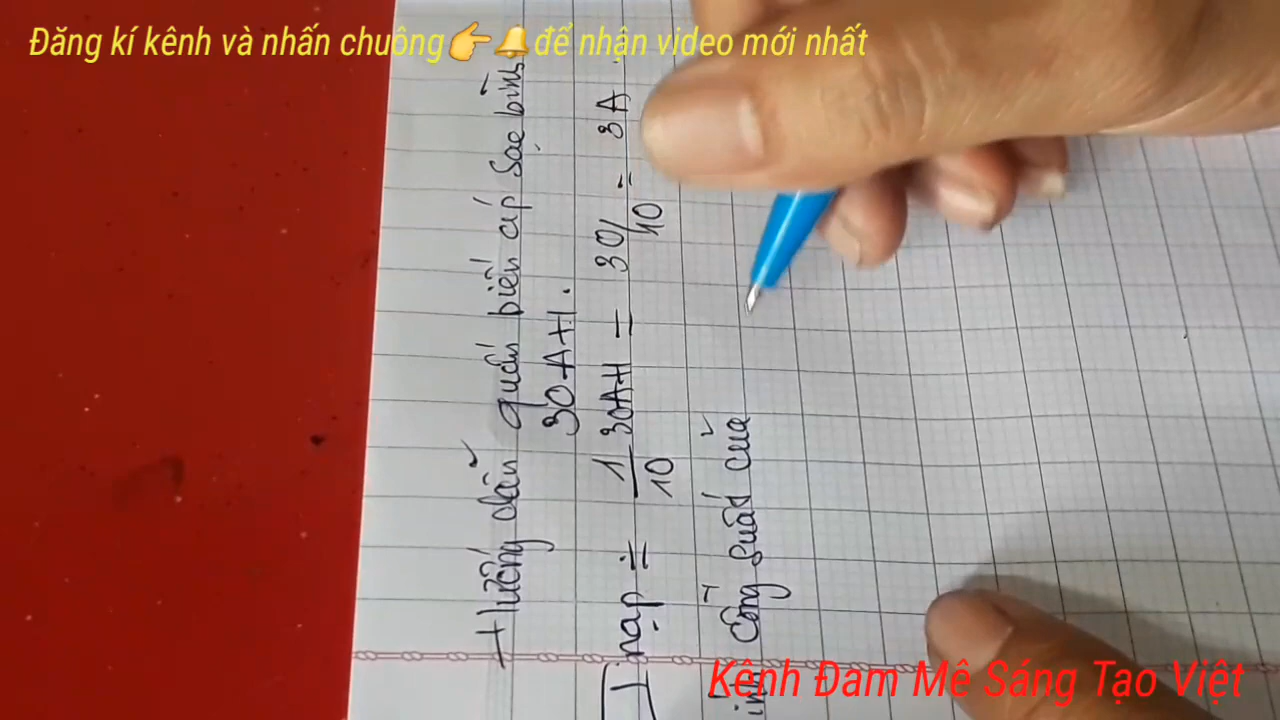 Đăng kí kênh và nhấn chuông👉🔔để nhận video mới nhất
Hướng dẫn quấn biến áp sạc bình
30AH.
I nạp = 1/10 30AH = 30/10 = 3A.
công suất của
Kênh Đam Mê Sáng Tạo Việt